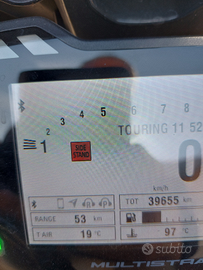 2 3 4 5 6 7 8
1
SIDE
STAND
TOURING 11 52
0
km/h
TOT 39655 km
RANGE 53 km
T AIR 19 °C
97 °C
MULTISTRA
subito